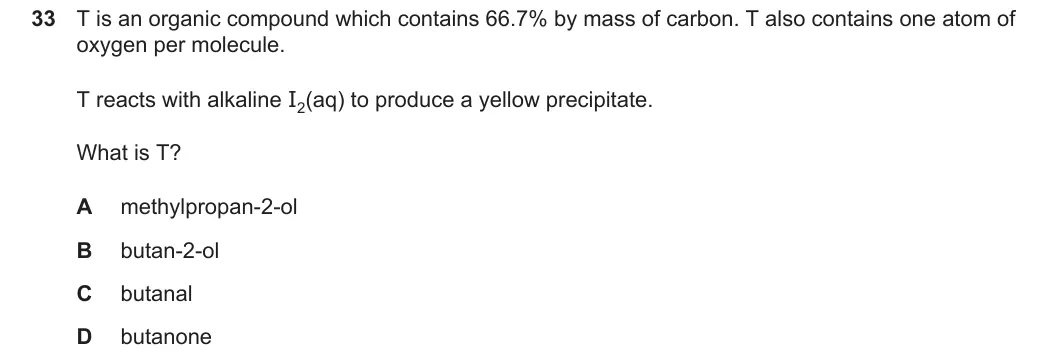 33 T is an organic compound which contains 66.7% by mass of carbon. T also contains one atom of
oxygen per molecule.
T reacts with alkaline I₂(aq) to produce a yellow precipitate.
What is T?
A methylpropan-2-ol
B butan-2-ol
C butanal
D butanone